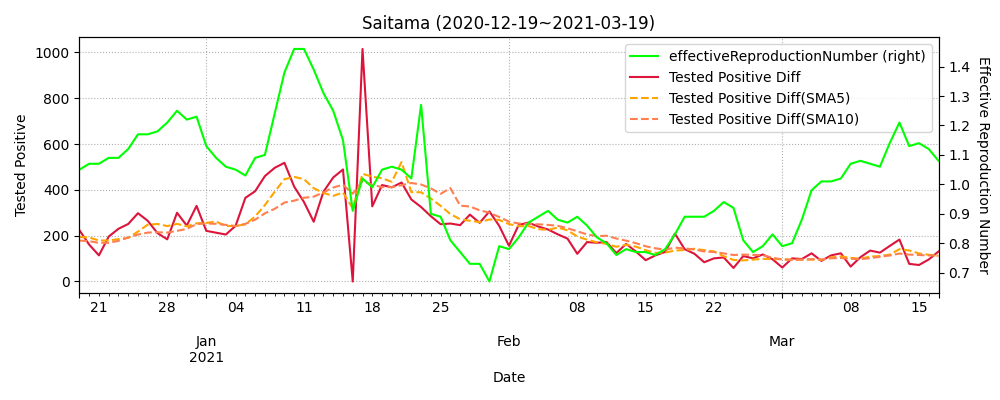 Saitama (2020-12-19~2021-03-19)
effectiveReproductionNumber (right)
Tested Positive Diff
Tested Positive Diff(SMA5)
Tested Positive Diff(SMA10)
Tested Positive
1000
800
600
400
200
0
Effective Reproduction Number
1.4
1.3
1.2
1.1
1.0
0.9
0.8
0.7
21 28 04 11 18 25 08 15 22 08 15
Jan Feb Mar
2021
Date